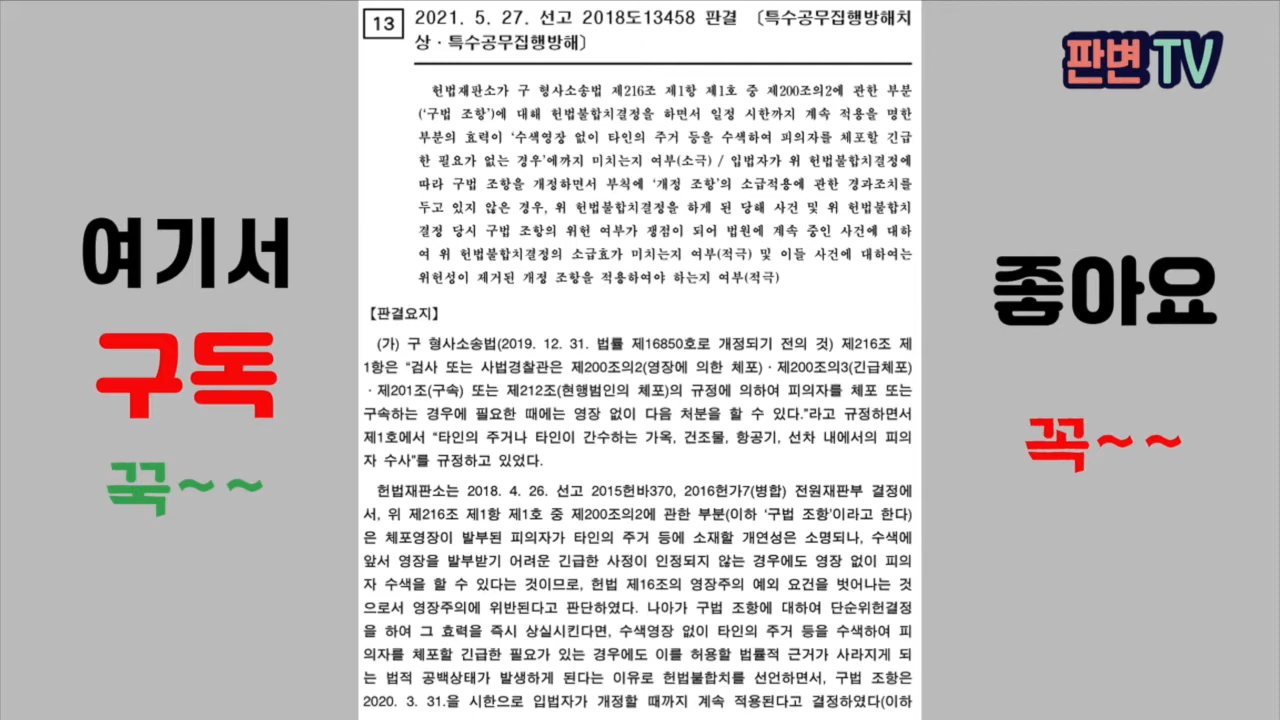 13
2021. 5. 27. 선고 2018도13458 판결 〔특수공무집행방해치
상 · 특수공무집행방해〕
판변TV
헌법재판소가 구 형사소송법 제216조 제1항 제1호 중 제200조의2에 관한 부분
(‘구법 조항’)에 대해 헌법불합치결정을 하면서 일정 시한까지 계속 적용을 명한
부분의 효력이 ‘수색영장 없이 타인의 주거 등을 수색하여 피의자를 체포할 긴급
한 필요가 없는 경우’에까지 미치는지 여부(소극) / 입법자가 위 헌법불합치결정에
따라 구법 조항을 개정하면서 부칙에 ‘개정 조항’의 소급적용에 관한 경과조치를
두고 있지 않은 경우, 위 헌법불합치결정을 하게 된 당해 사건 및 위 헌법불합치
결정 당시 구법 조항의 위헌 여부가 쟁점이 되어 법원에 계속 중인 사건에 대하
여 위 헌법불합치결정의 소급효가 미치는지 여부(적극) 및 이들 사건에 대하여는
위헌성이 제거된 개정 조항을 적용하여야 하는지 여부(적극)
【판결요지】
(가) 구 형사소송법(2019. 12. 31. 법률 제16850호로 개정되기 전의 것) 제216조 제
1항은 “검사 또는 사법경찰관은 제200조의2(영장에 의한 체포) · 제200조의3(긴급체포)
· 제201조(구속) 또는 제212조(현행범인의 체포)의 규정에 의하여 피의자를 체포 또는
구속하는 경우에 필요한 때에는 영장 없이 다음 처분을 할 수 있다.”라고 규정하면서
제1호에서 “타인의 주거나 타인이 간수하는 가옥, 건조물, 항공기, 선차 내에서의 피의
자 수사”를 규정하고 있었다.
헌법재판소는 2018. 4. 26. 선고 2015헌바370, 2016헌가7(병합) 전원재판부 결정에
서, 위 제216조 제1항 제1호 중 제200조의2에 관한 부분(이하 ‘구법 조항’이라고 한다)
은 체포영장이 발부된 피의자가 타인의 주거 등에 소재할 개연성은 소명되나, 수색에
앞서 영장을 발부받기 어려운 긴급한 사정이 인정되지 않는 경우에도 영장 없이 피의
자 수색을 할 수 있다는 것이므로, 헌법 제16조의 영장주의 예외 요건을 벗어나는 것
으로서 영장주의에 위반된다고 판단하였다. 나아가 구법 조항에 대하여 단순위헌결정
을 하여 그 효력을 즉시 상실시킨다면, 수색영장 없이 타인의 주거 등을 수색하여 피
의자를 체포할 긴급한 필요가 있는 경우에도 이를 허용할 법률적 근거가 사라지게 되
는 법적 공백상태가 발생하게 된다는 이유로 헌법불합치를 선언하면서, 구법 조항은
2020. 3. 31.을 시한으로 입법자가 개정할 때까지 계속 적용된다고 결정하였다(이하
여기서
구독
꾹~~
좋아요
꼭~~